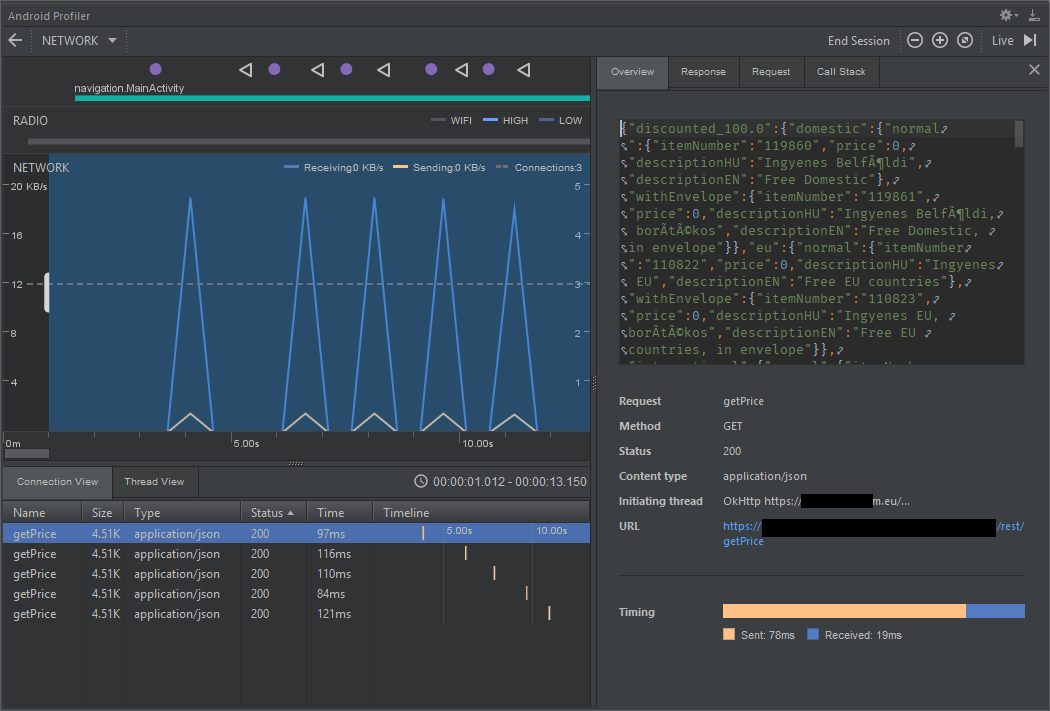 Android Profiler
NETWORK
End Session
Live
navigation.MainActivity
RADIO
WIFI HIGH LOW
NETWORK
Receiving:0 KB/s Sending:0 KB/s Connections:3
20 KB/s 5
16 4
12 3
8 2
4 1
0m 5.00s 10.00s
Connection View Thread View 00:00:01.012 - 00:00:13.150
Name Size Type Status Time Timeline
getPrice 4.51K application/json 200 97ms 5.00s 10.00s
getPrice 4.51K application/json 200 116ms
getPrice 4.51K application/json 200 110ms
getPrice 4.51K application/json 200 84ms
getPrice 4.51K application/json 200 121ms
Overview Response Request Call Stack
{"discounted_100.0":{"domestic":{"normal
":{"itemNumber":"119860","price":0,
"descriptionHU":"Ingyenes BelfÃ¶ldi",
"descriptionEN":"Free Domestic"},
"withEnvelope":{"itemNumber":"119861",
"price":0,"descriptionHU":"Ingyenes BelfÃ¶ldi,
borÃtÃ©kos","descriptionEN":"Free Domestic,
in envelope"}},"eu":{"normal":{"itemNumber
":"110822","price":0,"descriptionHU":"Ingyenes
EU","descriptionEN":"Free EU countries"},
"withEnvelope":{"itemNumber":"110823",
"price":0,"descriptionHU":"Ingyenes EU,
borÃtÃ©kos","descriptionEN":"Free EU
countries, in envelope"}},
Request getPrice
Method GET
Status 200
Content type application/json
Initiating thread OkHttp https:// m.eu/...
URL https:// /rest/
getPrice
Timing
Sent: 78ms Received: 19ms